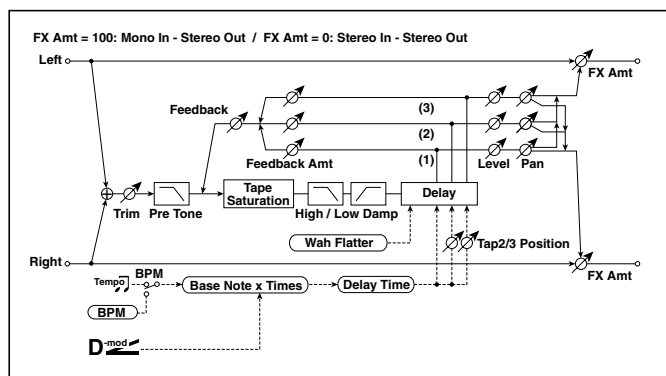 FX Amt = 100: Mono In - Stereo Out / FX Amt = 0: Stereo In - Stereo Out
Left
FX Amt
Feedback
(3)
(2)
(1)
Feedback Amt
Level
Pan
Trim
Pre Tone
Tape
Saturation
High / Low Damp
Delay
Wah Flatter
Tap2/3 Position
Right
FX Amt
Tempo
BPM
Base Note x Times
Delay Time
BPM
D-mod